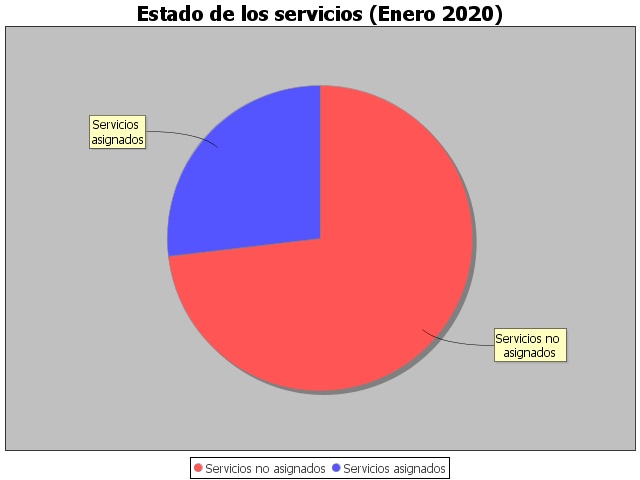 Estado de los servicios (Enero 2020)
Servicios
asignados
Servicios no
asignados
Servicios no asignados
Servicios asignados